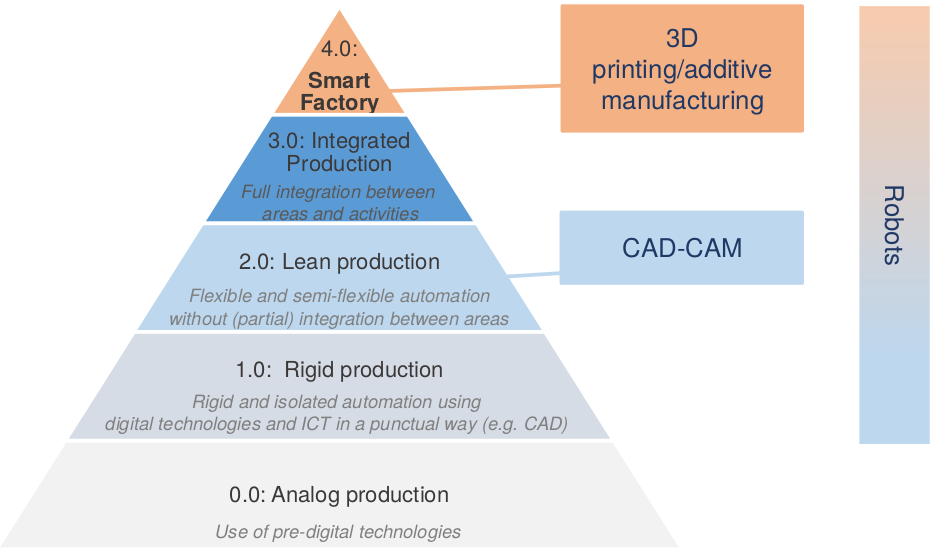 4.0:
Smart
Factory
3D
printing/additive
manufacturing
3.0: Integrated
Production
Full integration between
areas and activities
Robots
2.0: Lean production
Flexible and semi-flexible automation
without (partial) integration between areas
CAD-CAM
1.0: Rigid production
Rigid and isolated automation using
digital technologies and ICT in a punctual way (e.g. CAD)
0.0: Analog production
Use of pre-digital technologies